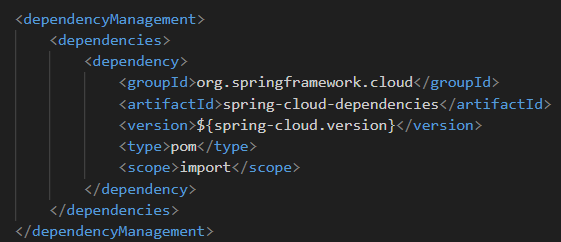 <dependencyManagement>
    <dependencies>
        <dependency>
            <groupId>org.springframework.cloud</groupId>
            <artifactId>spring-cloud-dependencies</artifactId>
            <version>${spring-cloud.version}</version>
            <type>pom</type>
            <scope>import</scope>
        </dependency>
    </dependencies>
</dependencyManagement>